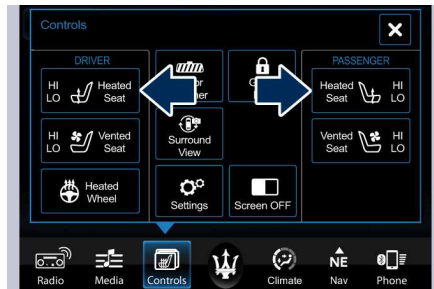 Controls
DRIVER
PASSENGER
HI
LO
Heated
Seat
Heated
Seat
HI
LO
HI
LO
Vented
Seat
Surround
View
Vented
Seat
HI
LO
Heated
Wheel
Settings
Screen OFF
Radio
Media
Controls
Climate
NE
Nav
Phone